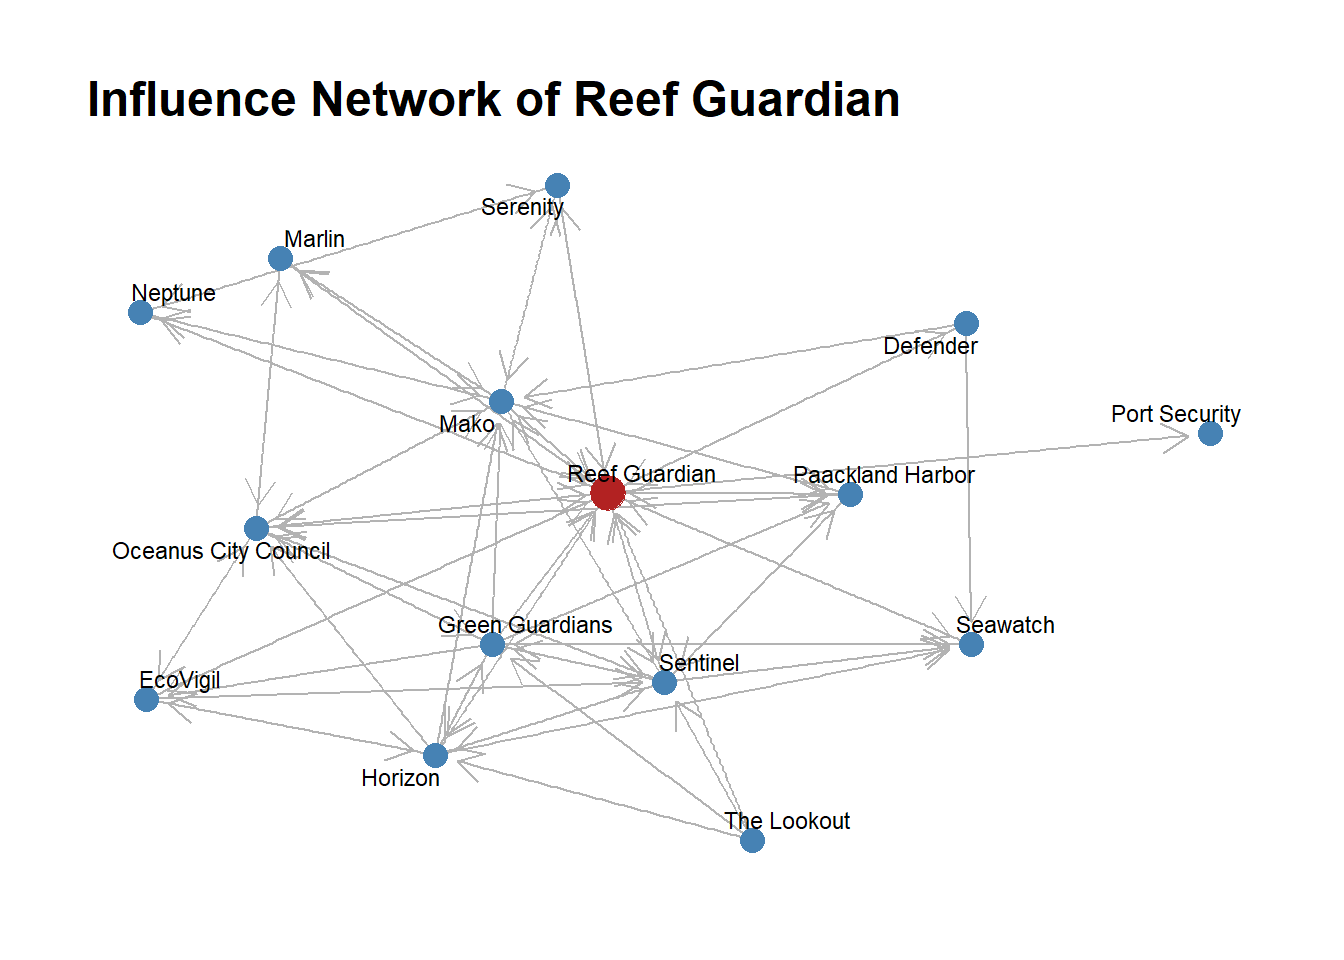 Influence Network of Reef Guardian
Serenity
Marlin
Neptune
Defender
Port Security
Mako
Reef Guardian
Paackland Harbor
Oceanus City Council
Green Guardians
Seawatch
Sentinel
EcoVigil
Horizon
The Lookout